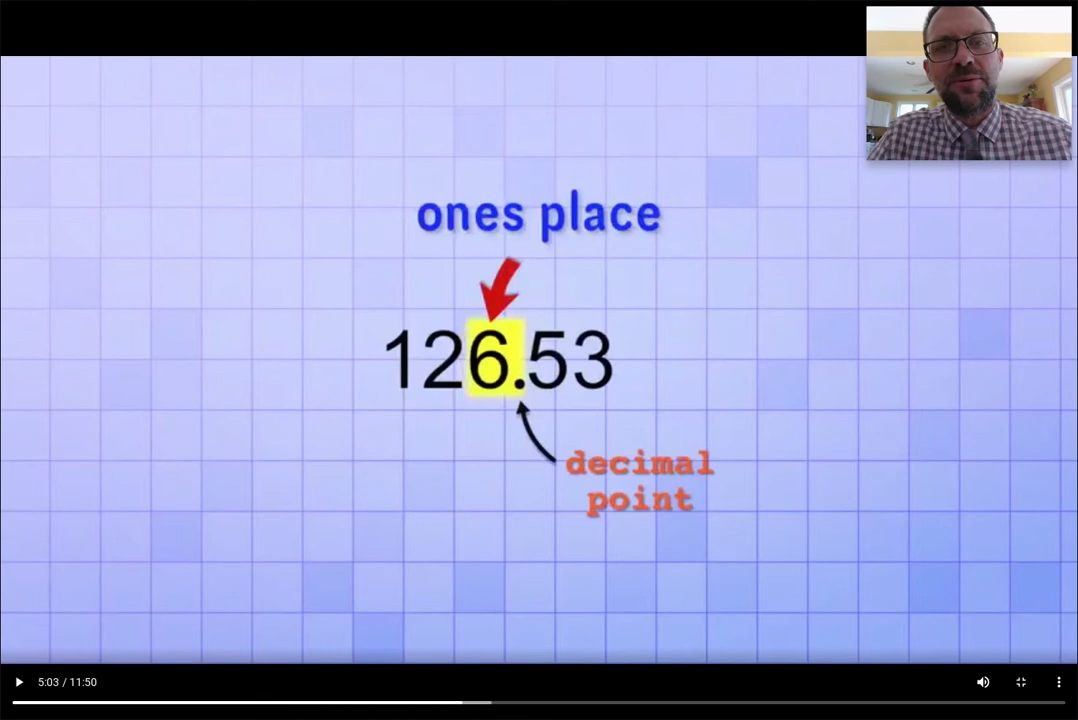 ones place
126.53
decimal
point
5:03 / 11:50